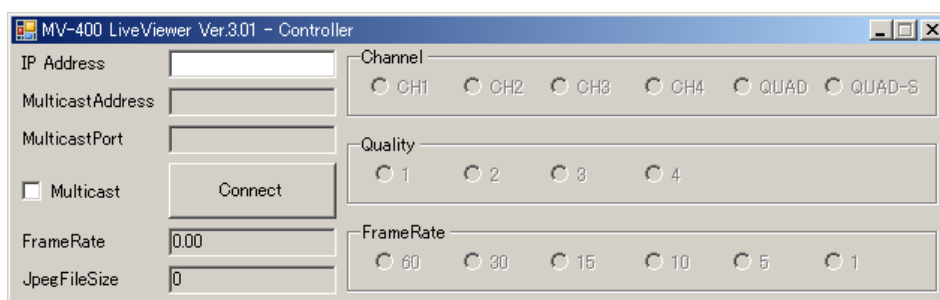 MV-400 LiveViewer Ver.3.01 - Controller
IP Address
MulticastAddress
MulticastPort
Multicast
Connect
FrameRate
0.00
JpegFileSize
0
Channel
CH1 CH2 CH3 CH4 QUAD QUAD-S
Quality
1 2 3 4
FrameRate
60 30 15 10 5 1